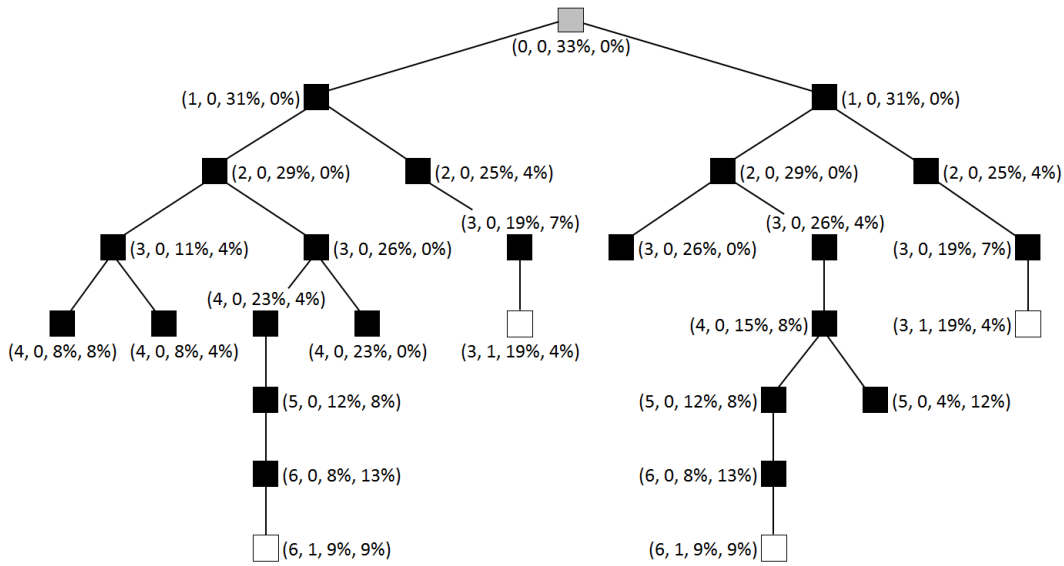 (0, 0, 33%, 0%)
(1, 0, 31%, 0%)
(1, 0, 31%, 0%)
(2, 0, 29%, 0%)
(2, 0, 25%, 4%)
(2, 0, 29%, 0%)
(2, 0, 25%, 4%)
(3, 0, 11%, 4%)
(3, 0, 26%, 0%)
(3, 0, 19%, 7%)
(3, 0, 26%, 0%)
(3, 0, 26%, 4%)
(3, 0, 19%, 7%)
(4, 0, 8%, 8%)
(4, 0, 8%, 4%)
(4, 0, 23%, 4%)
(4, 0, 23%, 0%)
(3, 1, 19%, 4%)
(4, 0, 15%, 8%)
(3, 1, 19%, 4%)
(5, 0, 12%, 8%)
(5, 0, 12%, 8%)
(5, 0, 4%, 12%)
(6, 0, 8%, 13%)
(6, 0, 8%, 13%)
(6, 1, 9%, 9%)
(6, 1, 9%, 9%)